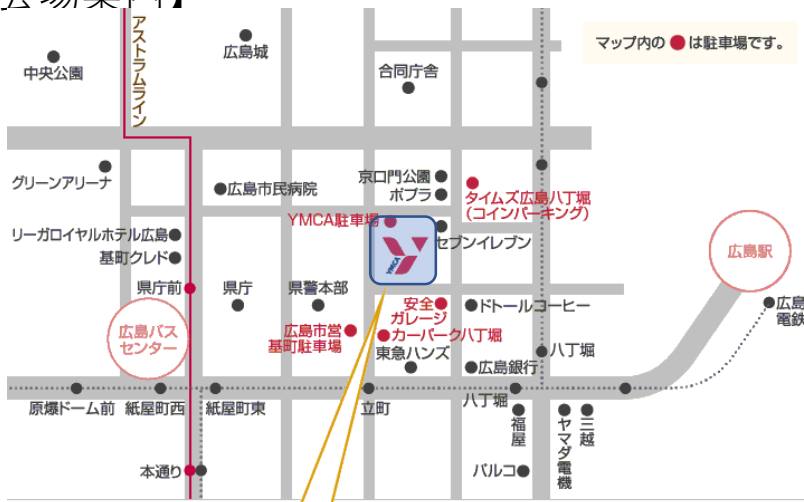 会場案内】
アストラムライン
中央公園
広島城
合同庁舎
マップ内の●は駐車場です。
グリーンアリーナ
広島市民病院
京口門公園
ポプラ
タイムズ広島八丁堀
(コインパーキング)
YMCA駐車場
リーガロイヤルホテル広島
基町クレド
セブンイレブン
YMCA
広島駅
県庁前
県庁
県警本部
安全
ガレージ
ドトールコーヒー
広島
電鉄
広島バス
センター
広島市営
基町駐車場
カーパーク八丁堀
東急ハンズ
広島銀行
八丁堀
原爆ドーム前
紙屋町西
紙屋町東
立町
八丁堀
福屋
ヤマダ電機
三越
本通り
パルコ